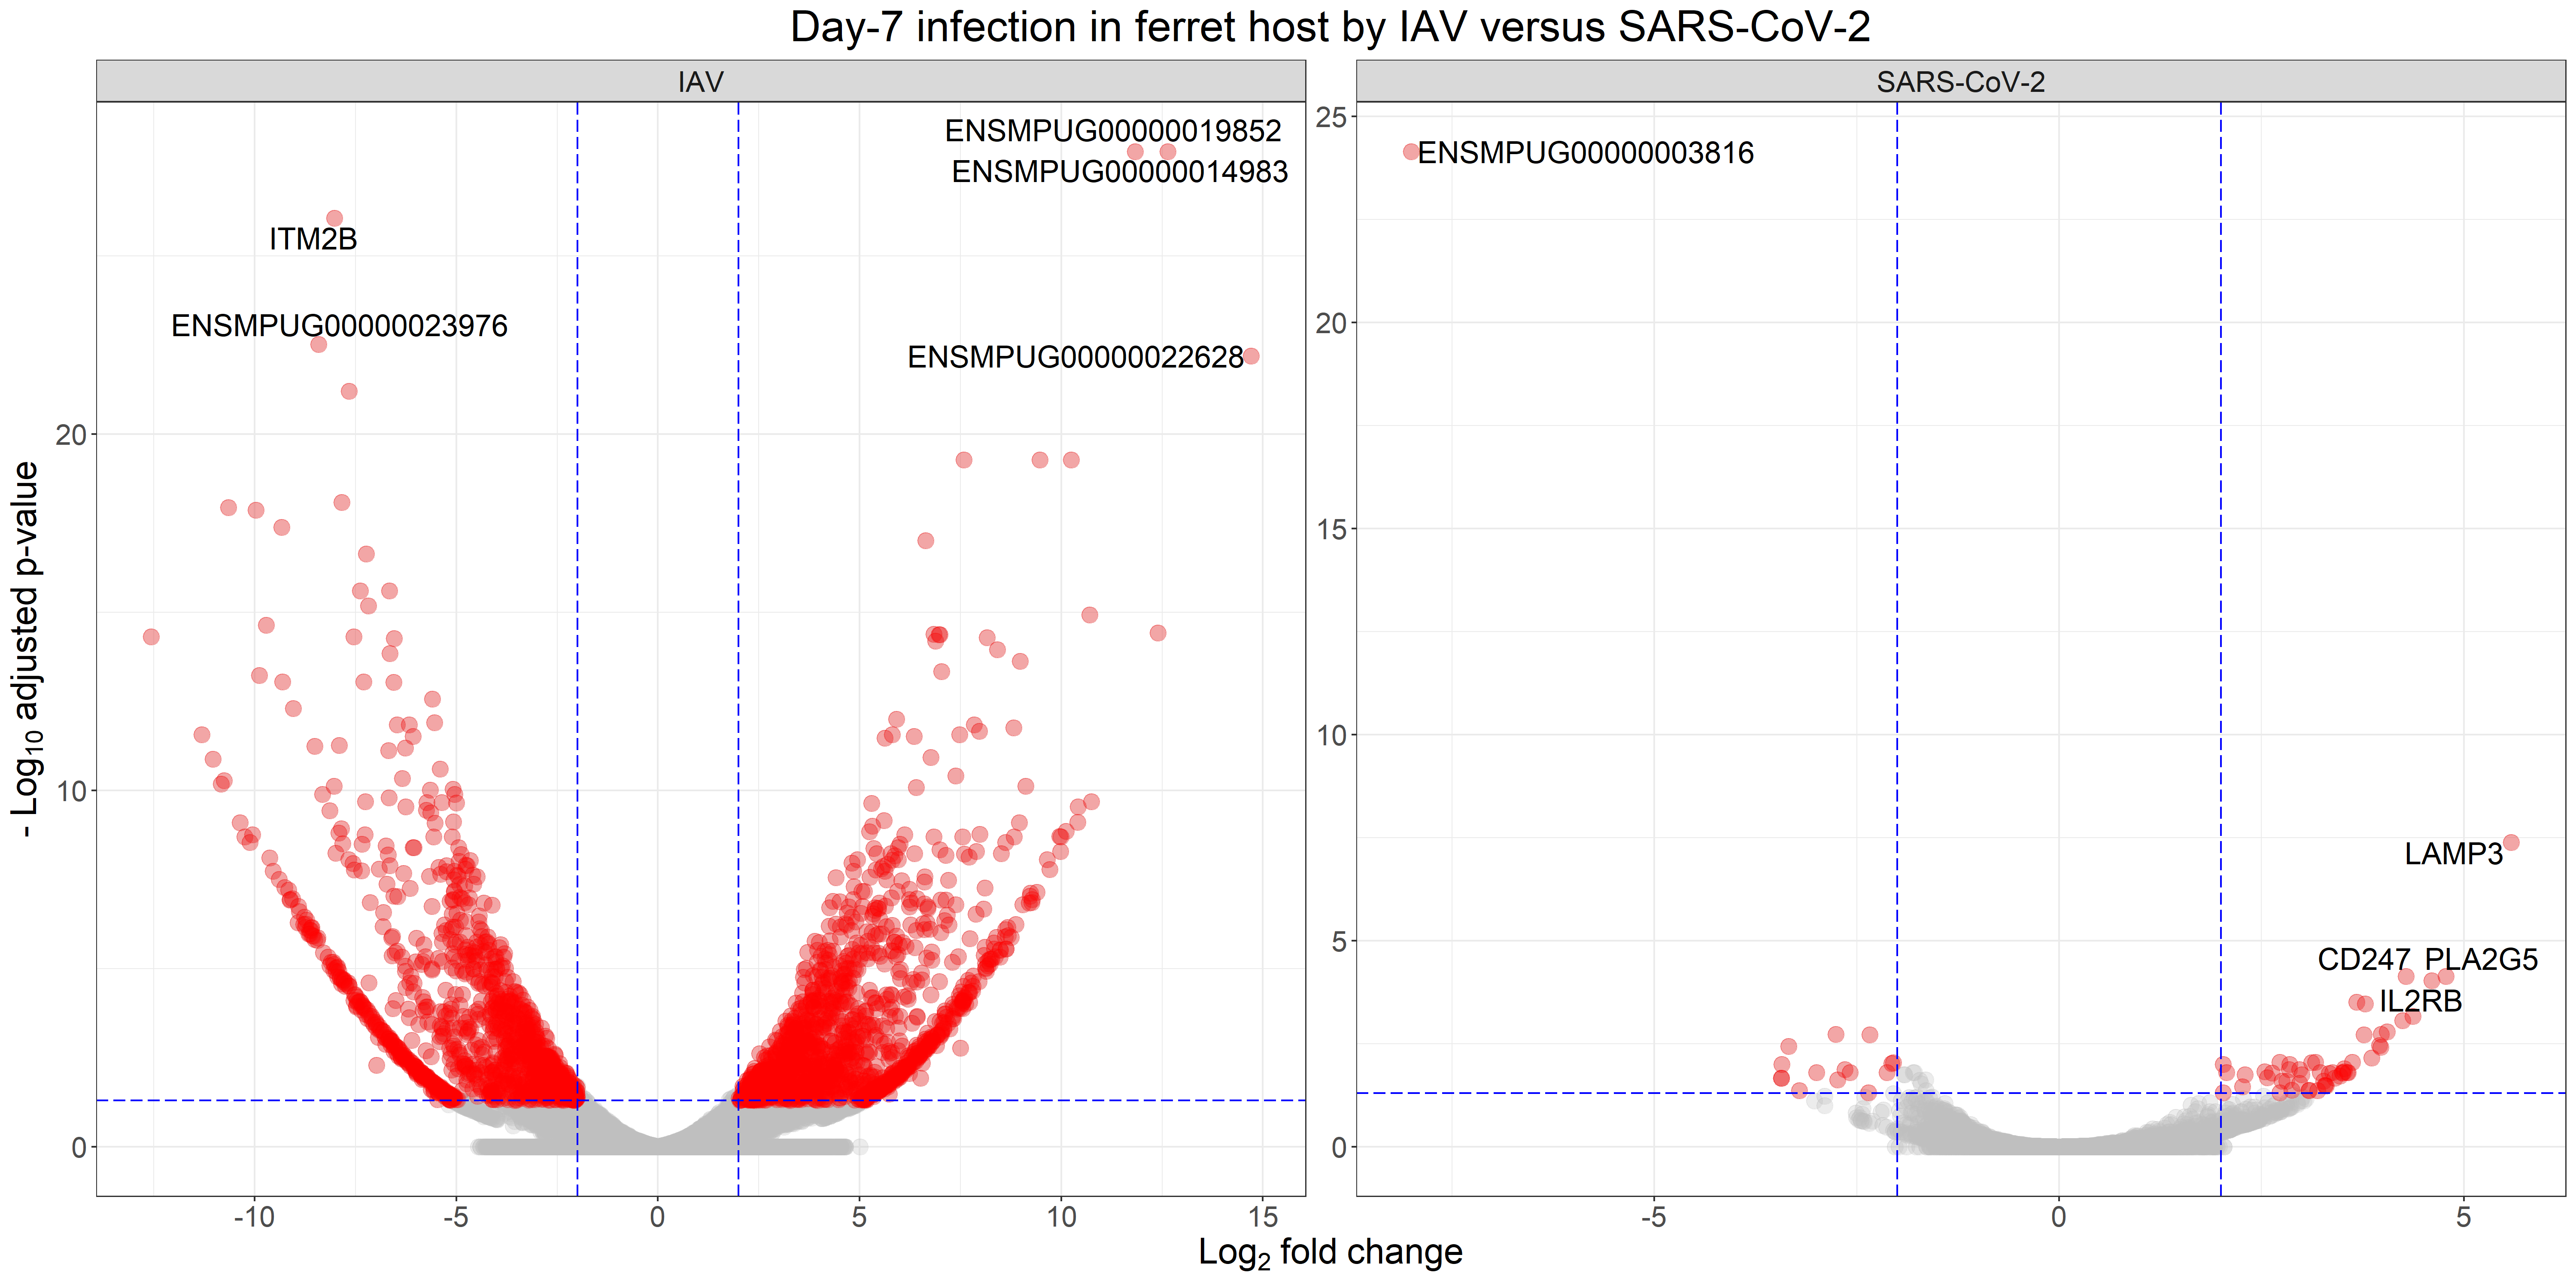 Day-7 infection in ferret host by IAV versus SARS-CoV-2
IAV
SARS-CoV-2
- Log10 adjusted p-value
20
10
0
ENSMPUG00000019852
ENSMPUG00000014983
ITM2B
ENSMPUG00000023976
ENSMPUG00000022628
-10
-5
0
5
10
15
25
20
15
10
5
0
ENSMPUG00000003816
LAMP3
CD247 PLA2G5
IL2RB
-5
0
5
Log2 fold change